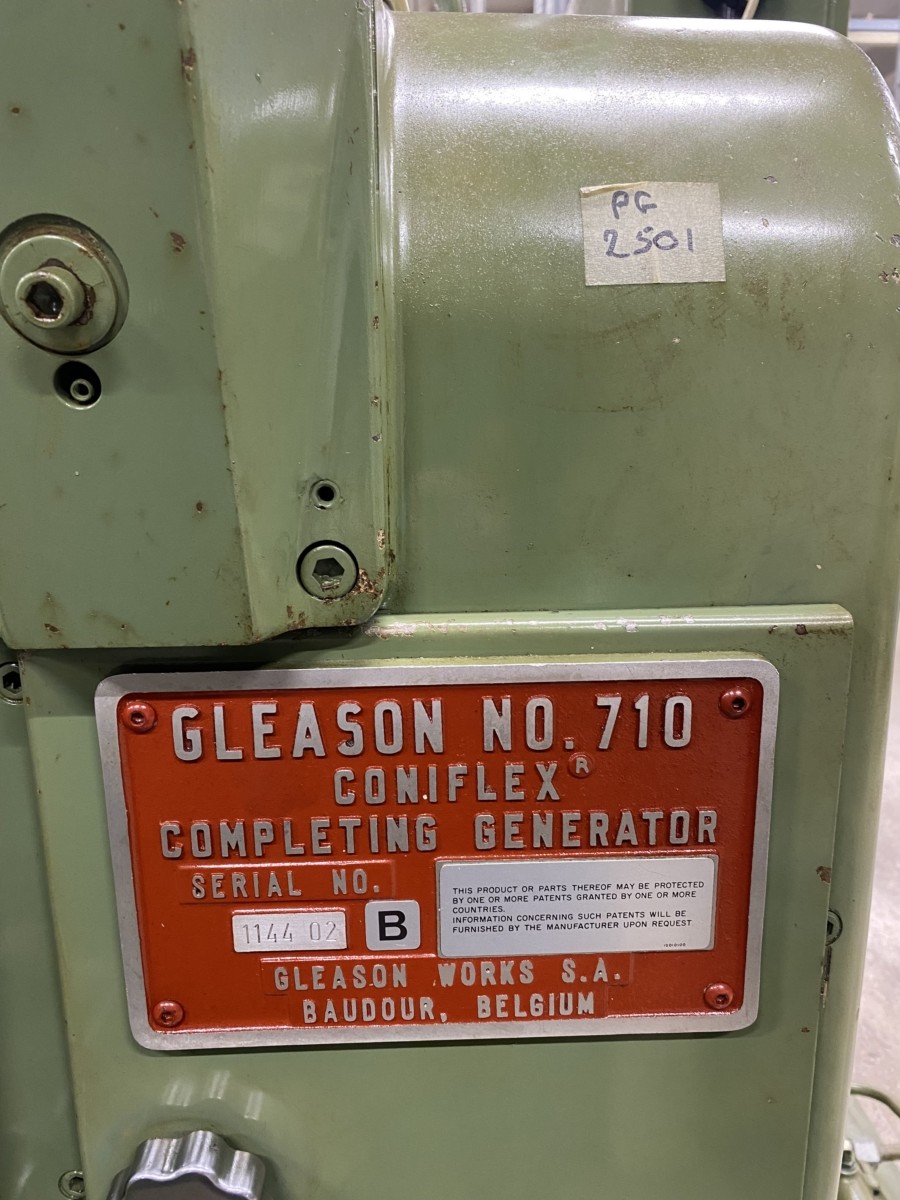 PG
2501
GLEASON NO. 710
CONIFLEX®
COMPLETING GENERATOR
SERIAL NO.
1144 02 B
THIS PRODUCT OR PARTS THEREOF MAY BE PROTECTED
BY ONE OR MORE PATENTS GRANTED BY ONE OR MORE
COUNTRIES.
INFORMATION CONCERNING SUCH PATENTS WILL BE
FURNISHED BY THE MANUFACTURER UPON REQUEST
GLEASON WORKS S.A.
BAUDOUR, BELGIUM